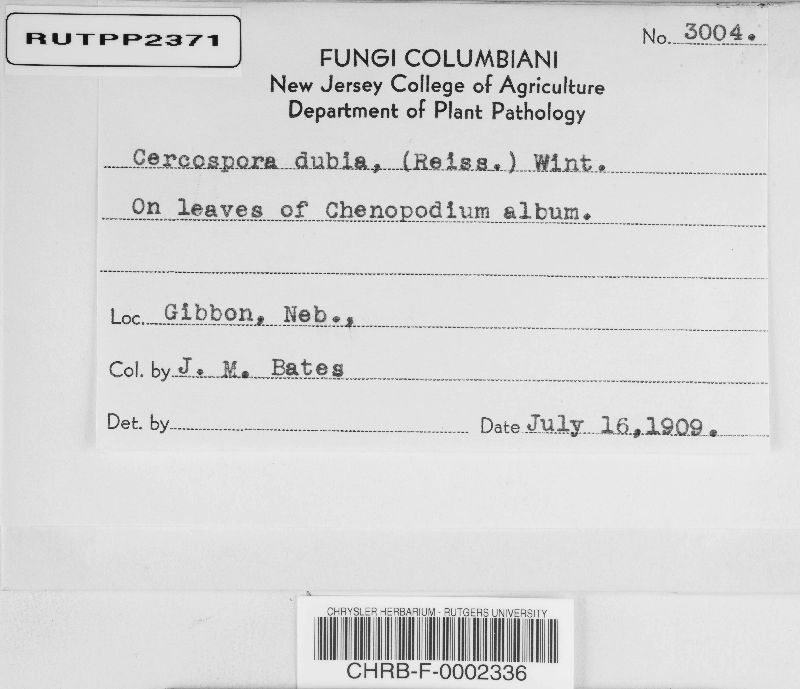 RUTPP2371
No. 3004.
FUNGI COLUMBIANI
New Jersey College of Agriculture
Department of Plant Pathology
Cercospora dubia, (Reiss.) Wint.
On leaves of Chenopodium album.
Loc. Gibbon, Neb.,
Col. by J. M. Bates
Det. by
Date July 16,1909.
CHRYSLER HERBARIUM - RUTGERS UNIVERSITY
CHRB-F-0002336